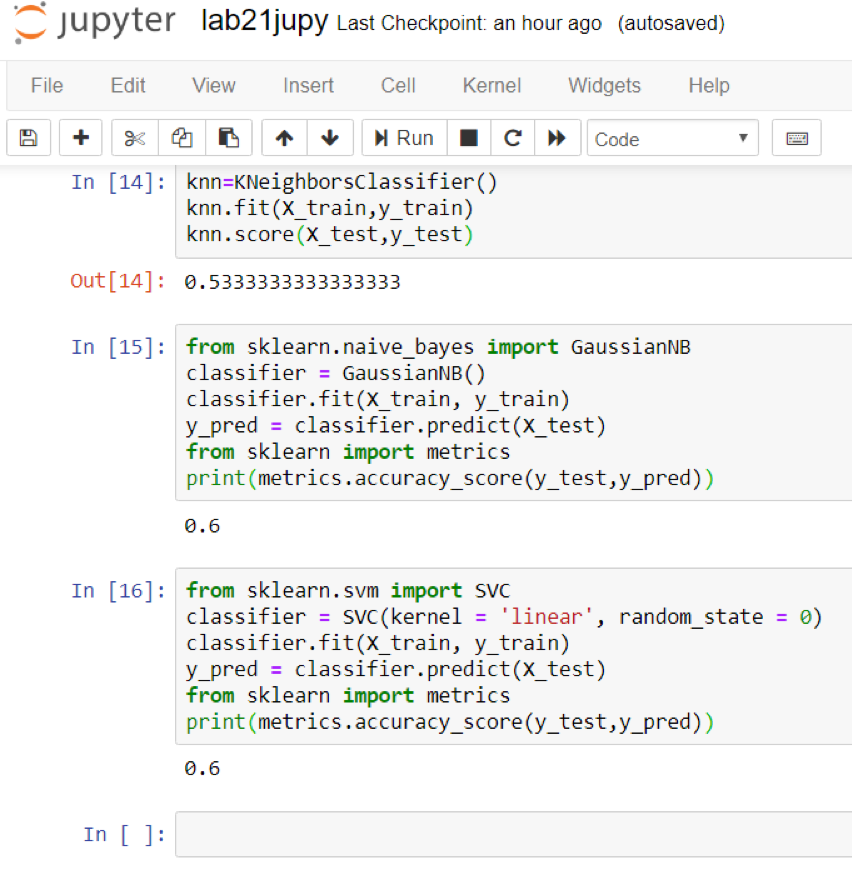 jupyter lab21jupy Last Checkpoint: an hour ago (autosaved)
File Edit View Insert Cell Kernel Widgets Help
Run Code
In [14]: knn=KNeighborsClassifier()
knn.fit(X_train,y_train)
knn.score(X_test,y_test)
Out[14]: 0.5333333333333333
In [15]: from sklearn.naive_bayes import GaussianNB
classifier = GaussianNB()
classifier.fit(X_train, y_train)
y_pred = classifier.predict(X_test)
from sklearn import metrics
print(metrics.accuracy_score(y_test,y_pred))
0.6
In [16]: from sklearn.svm import SVC
classifier = SVC(kernel = 'linear', random_state = 0)
classifier.fit(X_train, y_train)
y_pred = classifier.predict(X_test)
from sklearn import metrics
print(metrics.accuracy_score(y_test,y_pred))
0.6
In [ ]: